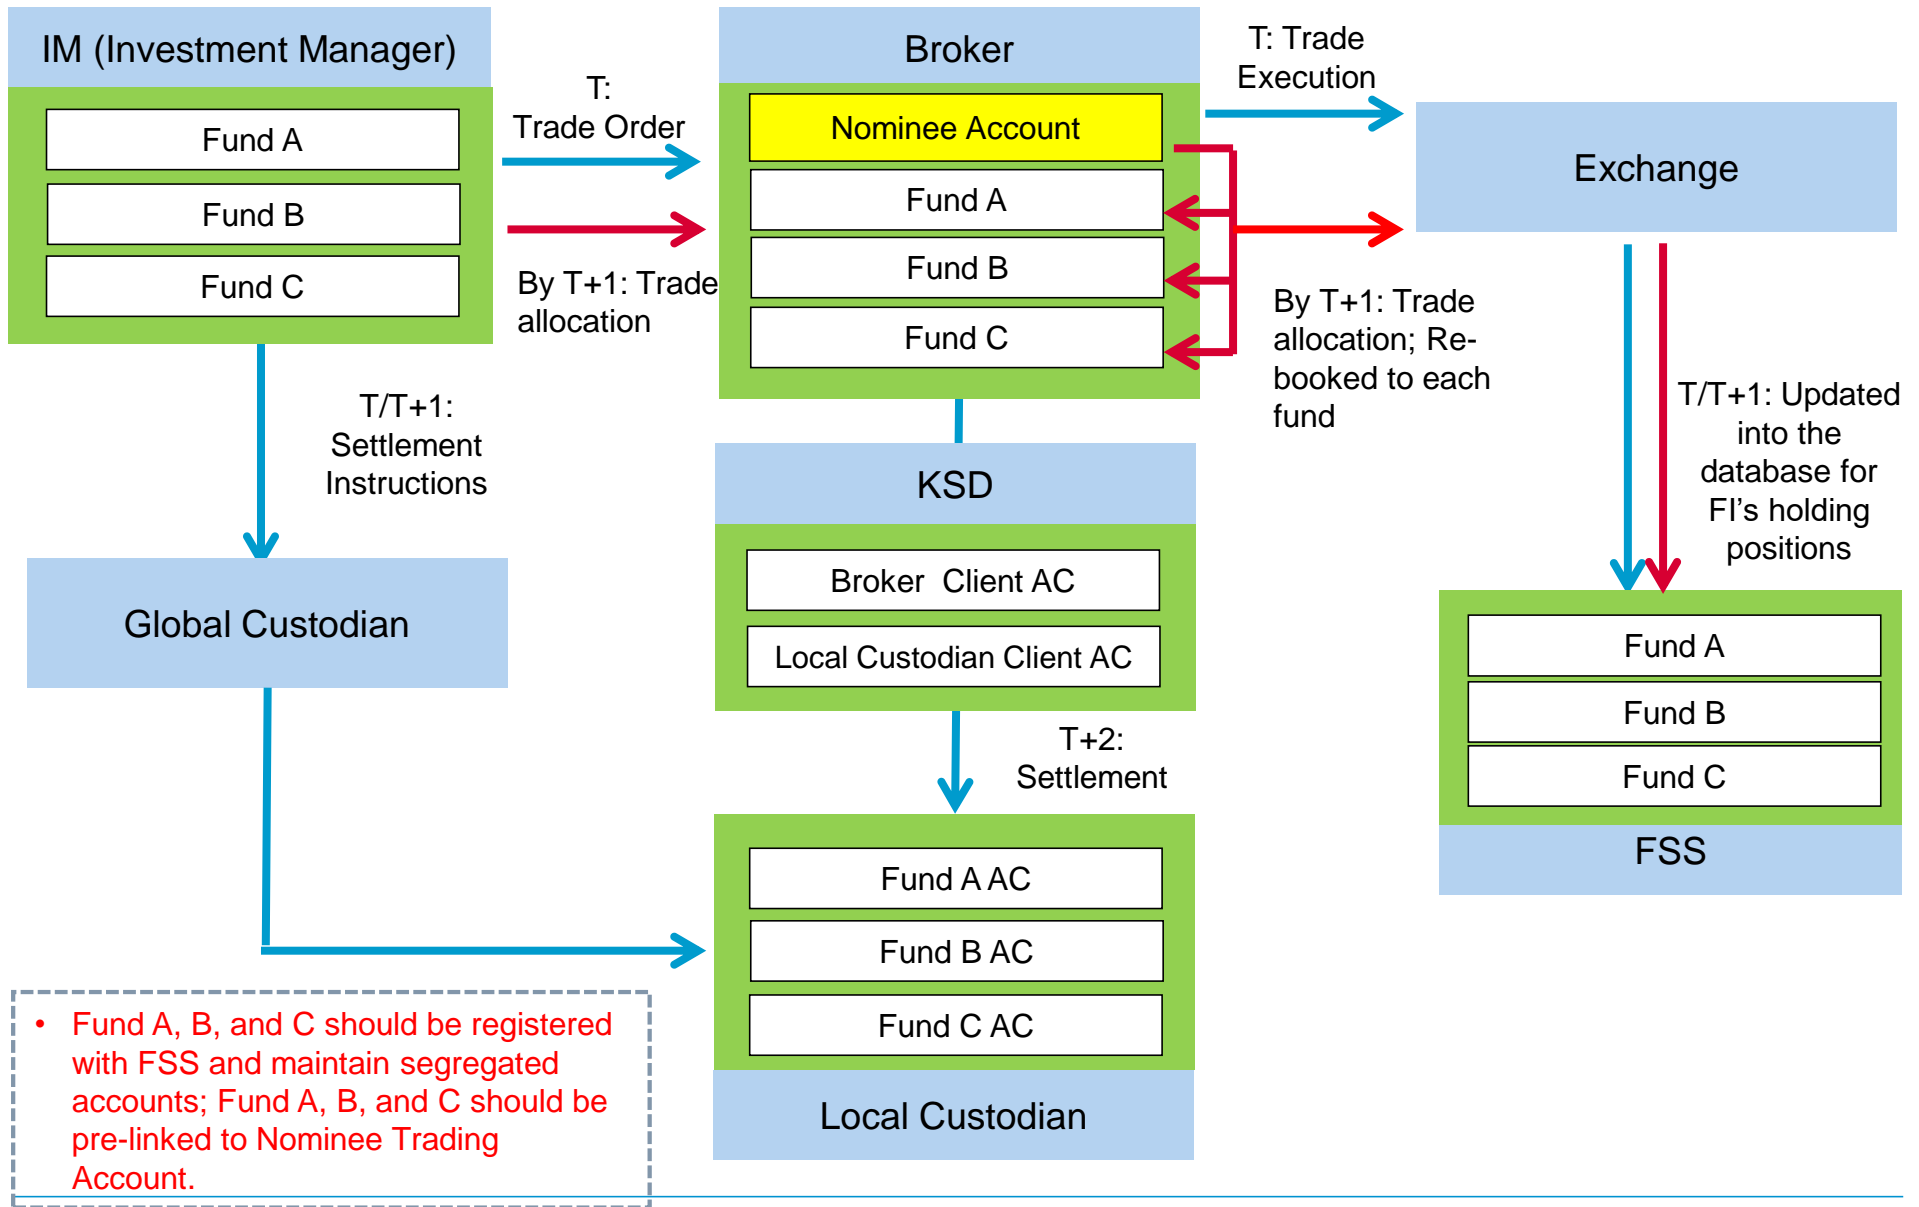 IM (Investment Manager)
Fund A
Fund B
Fund C
T:
Trade Order
By T+1: Trade
allocation
Broker
Nominee Account
Fund A
Fund B
Fund C
T: Trade
Execution
Exchange
By T+1: Trade
allocation; Re-
booked to each
fund
T/T+1: Updated
into the
database for
FI’s holding
positions
T/T+1:
Settlement
Instructions
Global Custodian
KSD
Broker  Client AC
Local Custodian Client AC
T+2:
Settlement
Fund A
Fund B
Fund C
FSS
Fund A AC
Fund B AC
Fund C AC
Local Custodian
• Fund A, B, and C should be registered
with FSS and maintain segregated
accounts; Fund A, B, and C should be
pre-linked to Nominee Trading
Account.